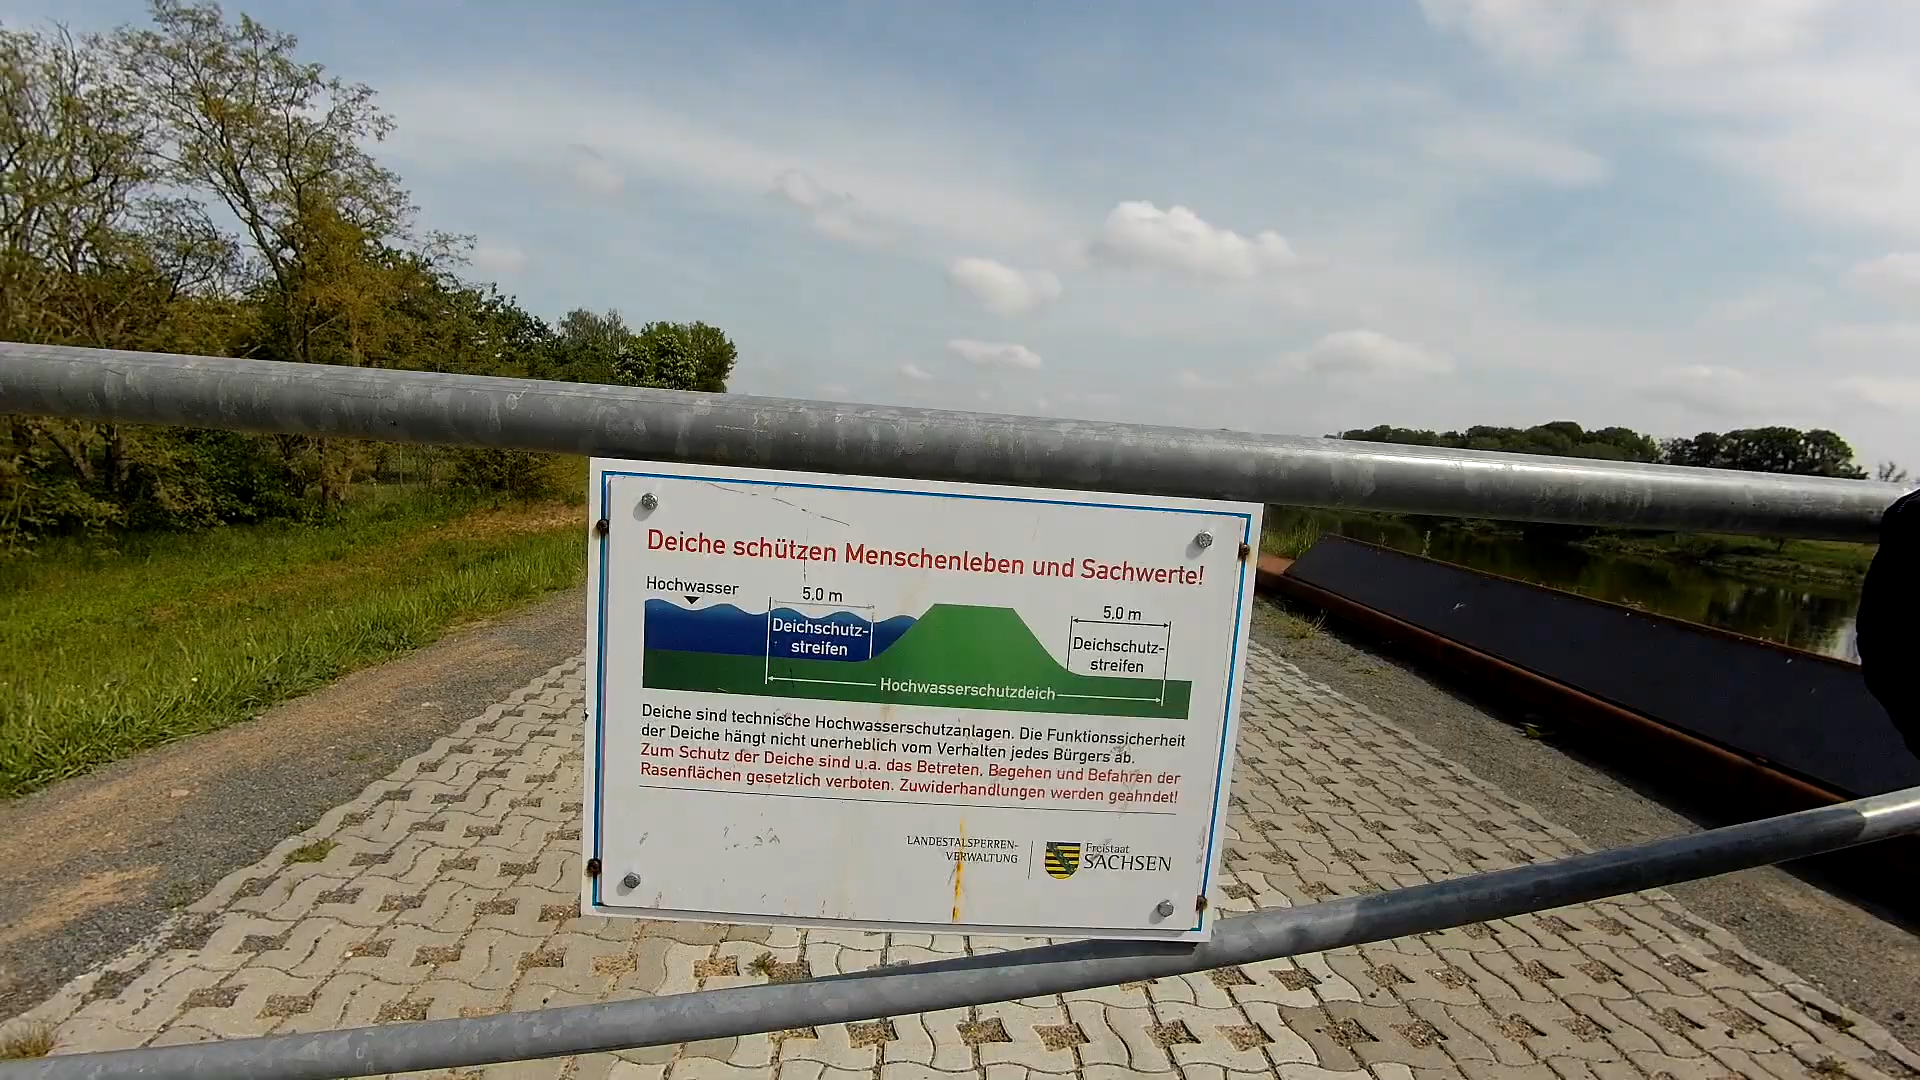 Deiche schützen Menschenleben und Sachwerte!
Hochwasser
5,0 m
5,0 m
Deichschutz-
streifen
Deichschutz-
streifen
Hochwasserschutzdeich
Deiche sind technische Hochwasserschutzanlagen. Die Funktionssicherheit
der Deiche hängt nicht unerheblich vom Verhalten jedes Bürgers ab.
Zum Schutz der Deiche sind u.a. das Betreten, Begehen und Befahren der
Rasenflächen gesetzlich verboten. Zuwiderhandlungen werden geahndet!
LANDESTALSPERREN-
VERWALTUNG
Freistaat
SACHSEN